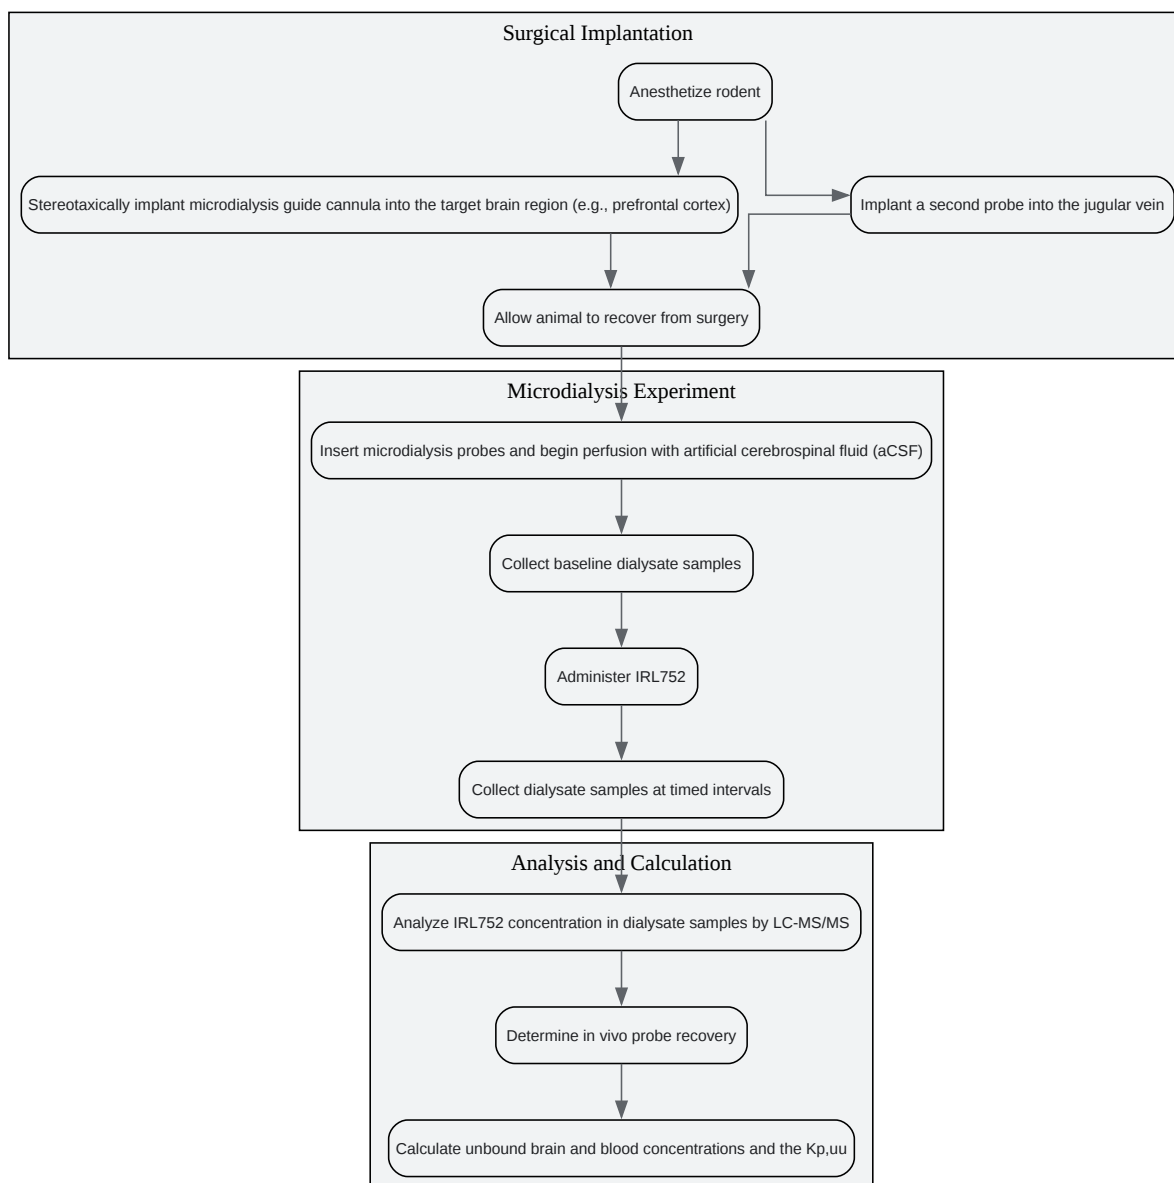 Surgical Implantation
Anesthetize rodent
Stereotaxically implant microdialysis guide cannula into the target brain region (e.g., prefrontal cortex)
Implant a second probe into the jugular vein
Allow animal to recover from surgery
Microdialysis Experiment
Insert microdialysis probes and begin perfusion with artificial cerebrospinal fluid (aCSF)
Collect baseline dialysate samples
Administer IRL752
Collect dialysate samples at timed intervals
Analysis and Calculation
Analyze IRL752 concentration in dialysate samples by LC-MS/MS
Determine in vivo probe recovery
Calculate unbound brain and blood concentrations and the Kp,uu